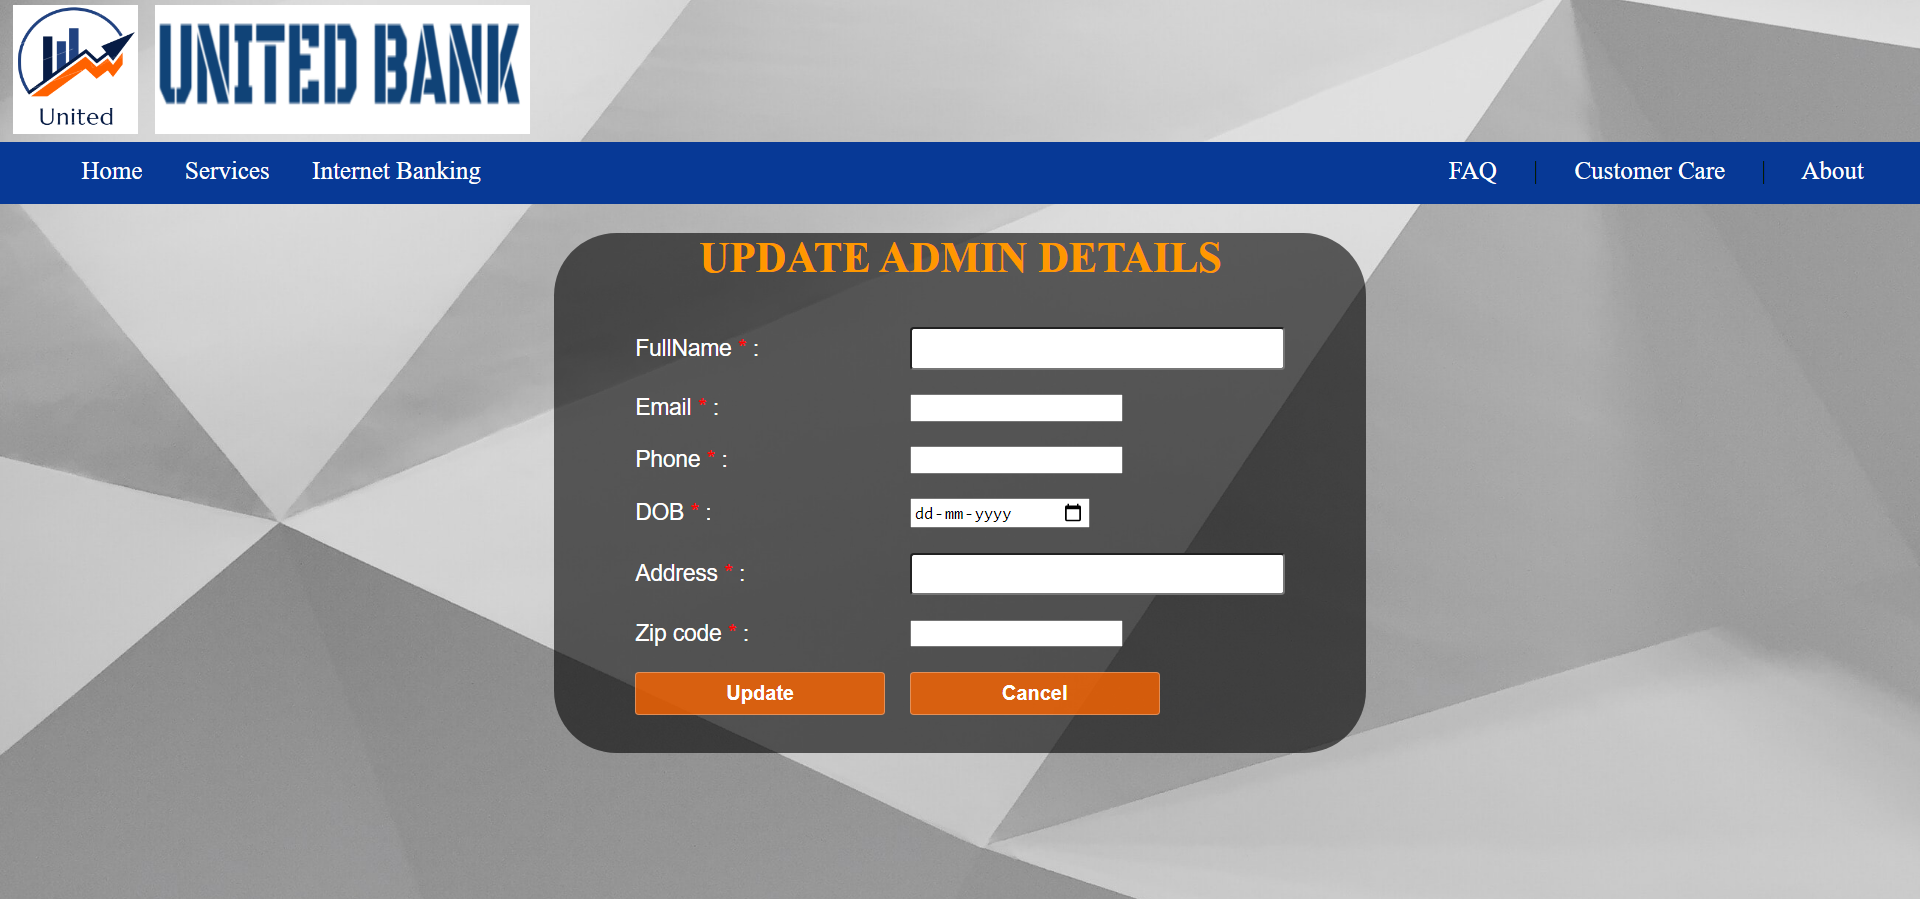 United
UNITED BANK
Home Services Internet Banking FAQ | Customer Care | About
UPDATE ADMIN DETAILS
FullName * :
Email * :
Phone * :
DOB * : dd-mm-yyyy
Address * :
Zip code * :
Update Cancel